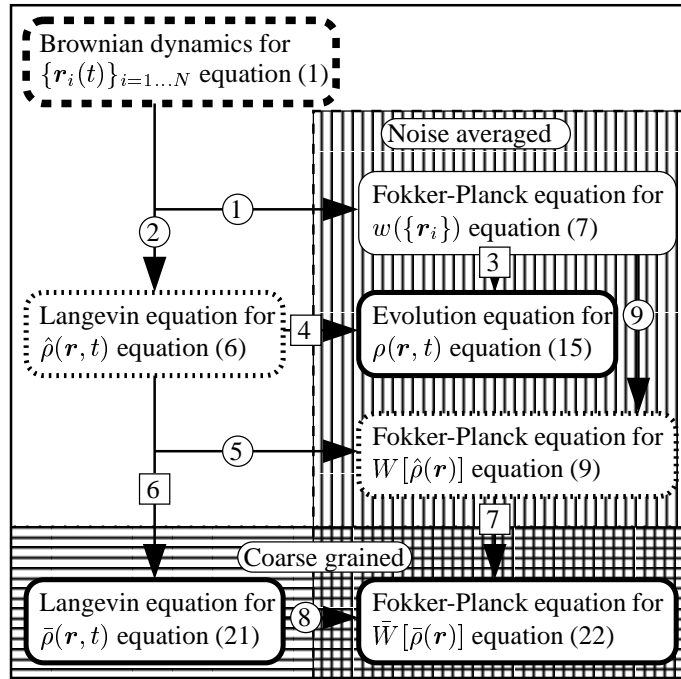 Brownian dynamics for
{r_i(t)}_{i=1...N} equation (1)
Noise averaged
1
Fokker-Planck equation for
w({r_i}) equation (7)
2
3
Langevin equation for
ρ̂(r, t) equation (6)
4
Evolution equation for
ρ(r, t) equation (15)
9
5
Fokker-Planck equation for
W[ρ̂(r)] equation (9)
6
7
Coarse grained
Langevin equation for
ρ̄(r, t) equation (21)
8
Fokker-Planck equation for
W̄[ρ̄(r)] equation (22)